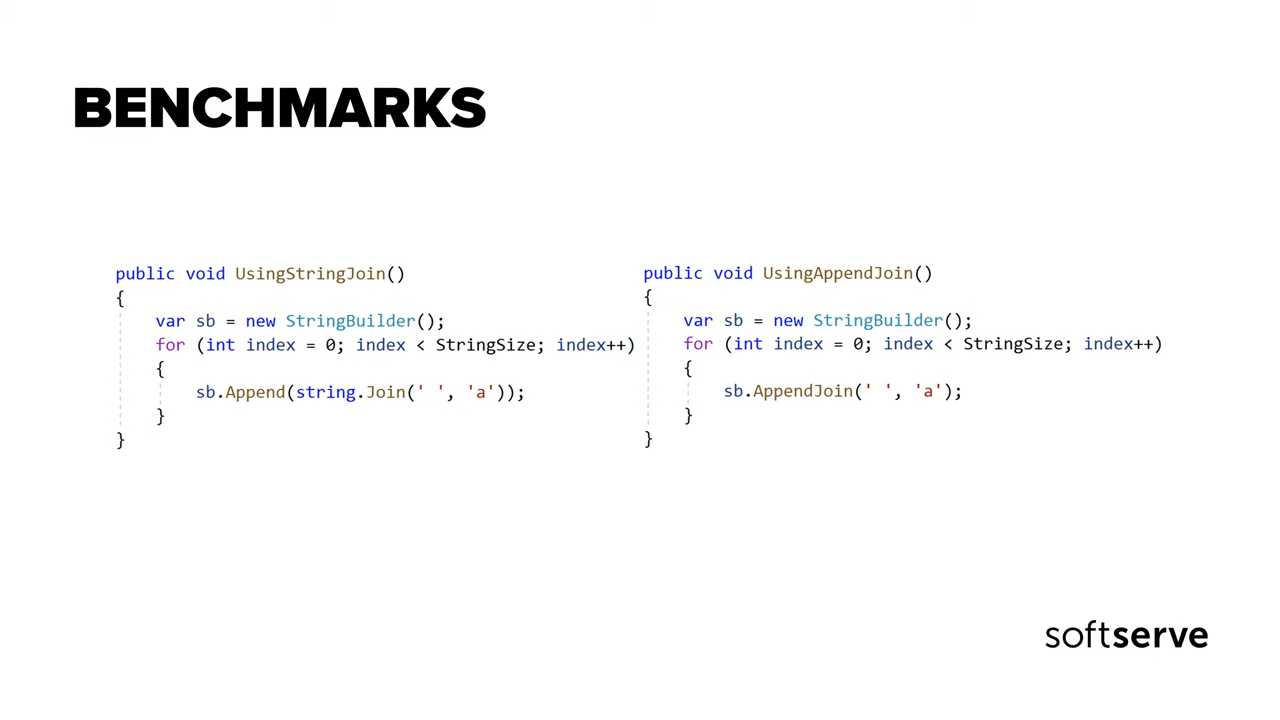 BENCHMARKS
public void UsingStringJoin()
{
    var sb = new StringBuilder();
    for (int index = 0; index < StringSize; index++)
    {
        sb.Append(string.Join(' ', 'a'));
    }
}
public void UsingAppendJoin()
{
    var sb = new StringBuilder();
    for (int index = 0; index < StringSize; index++)
    {
        sb.AppendJoin(' ', 'a');
    }
}
softserve